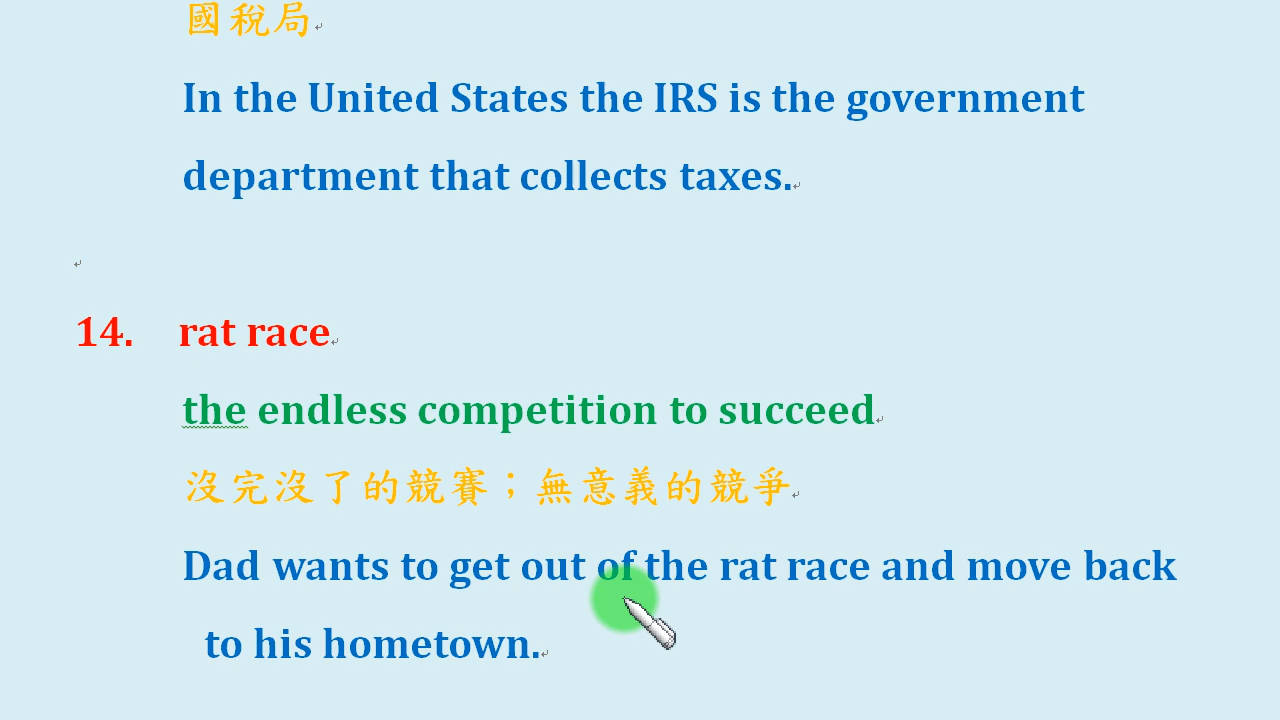 國稅局
In the United States the IRS is the government
department that collects taxes.
14. rat race
the endless competition to succeed
沒完沒了的競賽；無意義的競爭
Dad wants to get out of the rat race and move back
to his hometown.